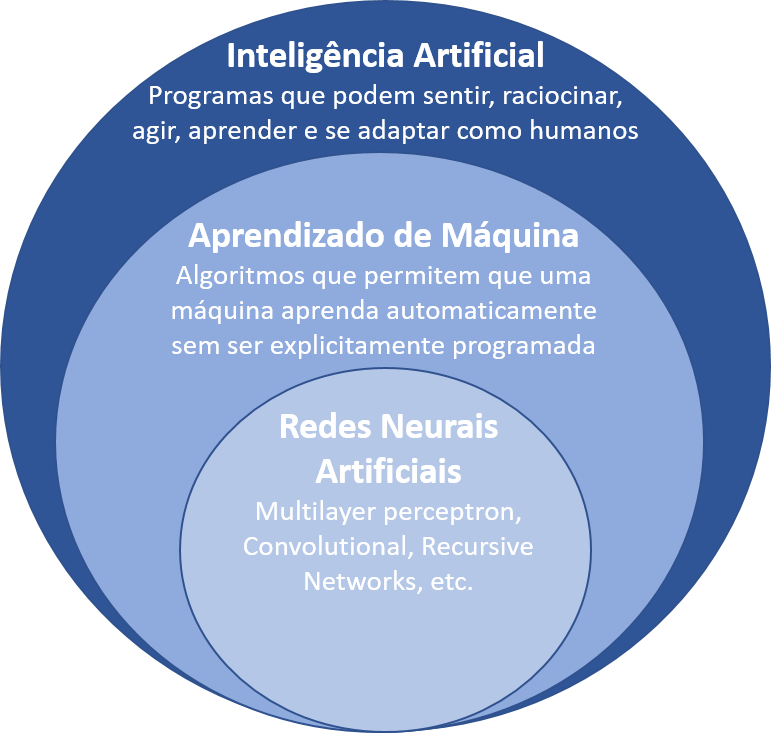 Inteligência Artificial
Programas que podem sentir, raciocinar,
agir, aprender e se adaptar como humanos
Aprendizado de Máquina
Algoritmos que permitem que uma
máquina aprenda automaticamente
sem ser explicitamente programada
Redes Neurais
Artificiais
Multilayer perceptron,
Convolutional, Recursive
Networks, etc.